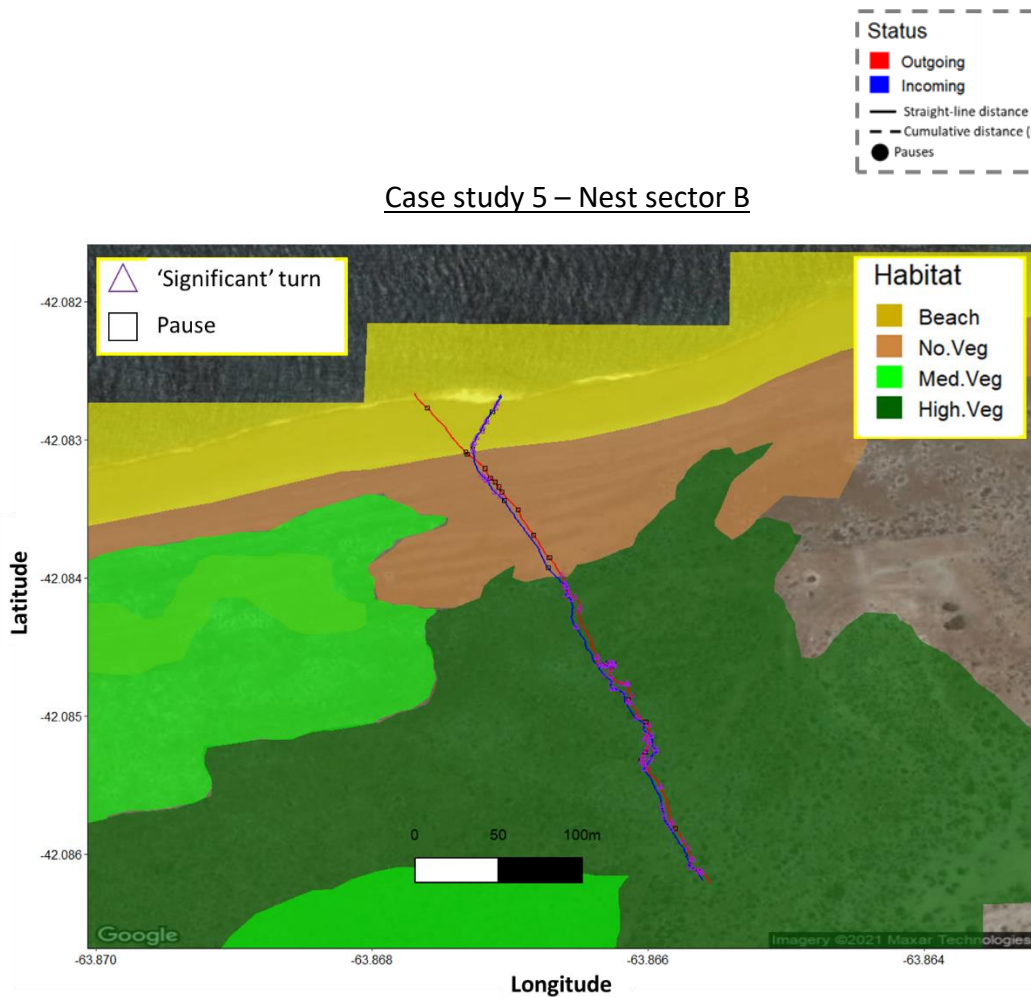 Status
Outgoing
Incoming
Straight-line distance
Cumulative distance (
Pauses
Case study 5 – Nest sector B
'Significant' turn
Pause
Habitat
Beach
No.Veg
Med.Veg
High.Veg
-42.082
-42.083
-42.084
-42.085
-42.086
Latitude
0 50 100m
Google
Imagery ©2021 Maxar Technologies
-63.870 -63.868 -63.866 -63.864
Longitude